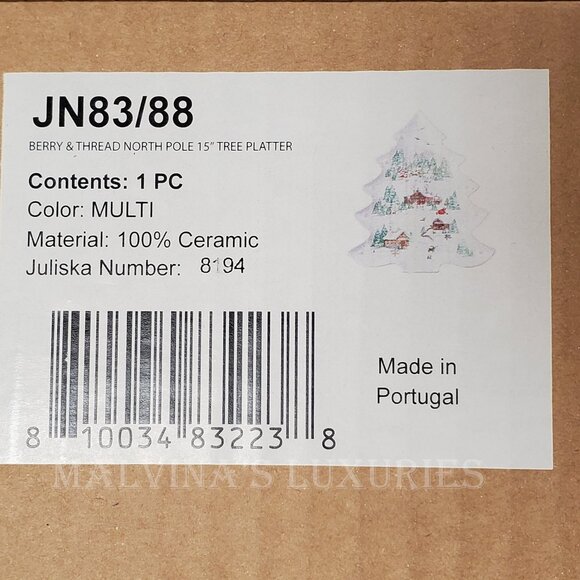 JN83/88
BERRY & THREAD NORTH POLE 15" TREE PLATTER
Contents: 1 PC
Color: MULTI
Material: 100% Ceramic
Juliska Number: 8194
Made in
Portugal
8 10034 83223 8
MALVINA'S LUXURIES